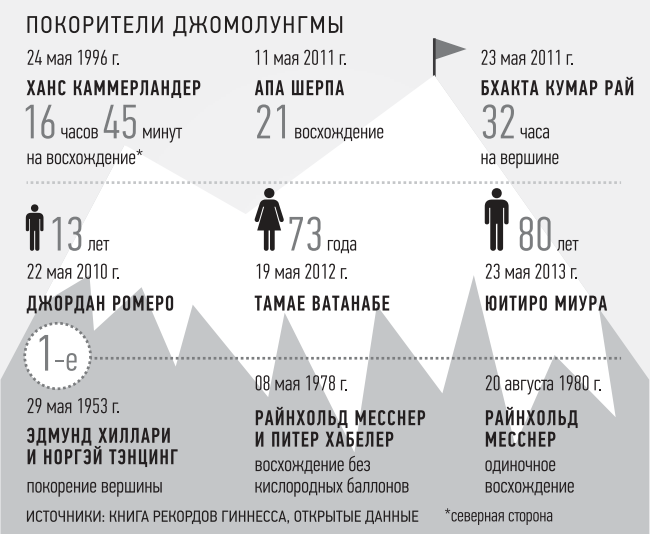 ПОКОРИТЕЛИ ДЖОМОЛУНГМЫ
24 мая 1996 г.
ХАНС КАММЕРЛАНДЕР
16 часов 45 минут
на восхождение*
11 мая 2011 г.
АПА ШЕРПА
21 восхождение
23 мая 2011 г.
БХАКТА КУМАР РАЙ
32 часа
на вершине
13 лет
22 мая 2010 г.
ДЖОРДАН РОМЕРО
73 года
19 мая 2012 г.
ТАМАЕ ВАТАНАБЕ
80 лет
23 мая 2013 г.
ЮИТИРО МИУРА
1-е
29 мая 1953 г.
ЭДМУНД ХИЛЛАРИ
И НОРГЭЙ ТЭНЦИНГ
покорение вершины
08 мая 1978 г.
РАЙНХОЛЬД МЕССНЕР
И ПИТЕР ХАБЕЛЕР
восхождение без
кислородных баллонов
20 августа 1980 г.
РАЙНХОЛЬД
МЕССНЕР
одиночное
восхождение
ИСТОЧНИКИ: КНИГА РЕКОРДОВ ГИННЕССА, ОТКРЫТЫЕ ДАННЫЕ
*северная сторона